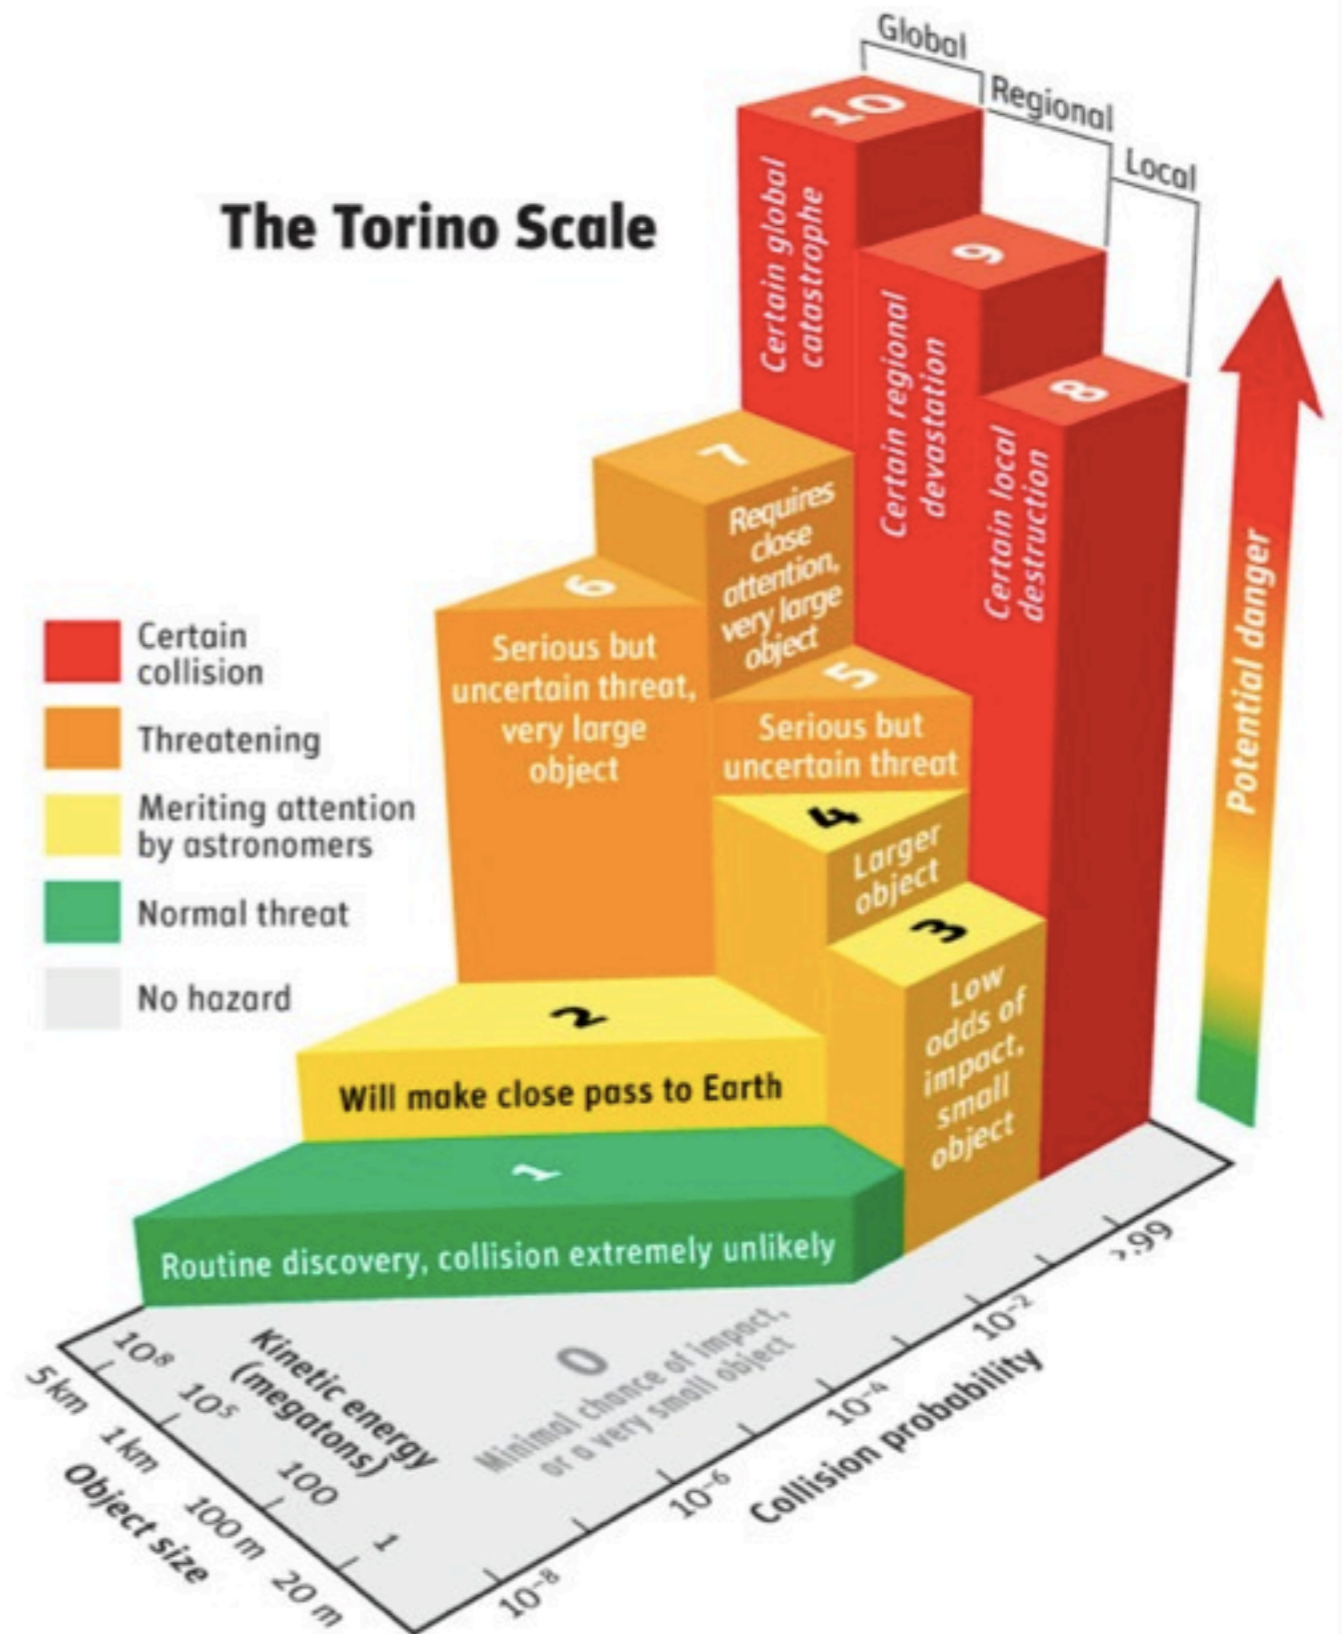 Global
Regional
Local
The Torino Scale
10
Certain global
catastrophe
9
Certain regional
devastation
8
Certain local
destruction
7
Requires
close
attention,
very large
object
6
Serious but
uncertain threat,
very large
object
5
Serious but
uncertain threat
4
Larger
object
3
Low
odds of
impact,
small
object
2
Will make close pass to Earth
1
Routine discovery, collision extremely unlikely
0
Minimal chance of impact,
or a very small object
Certain
collision
Threatening
Meriting attention
by astronomers
Normal threat
No hazard
Potential danger
Kinetic energy
(megatons)
10⁸
10⁵
100
1
5 km
1 km
100 m
20 m
Object size
10⁻⁸
10⁻⁶
10⁻⁴
10⁻²
>.99
Collision probability